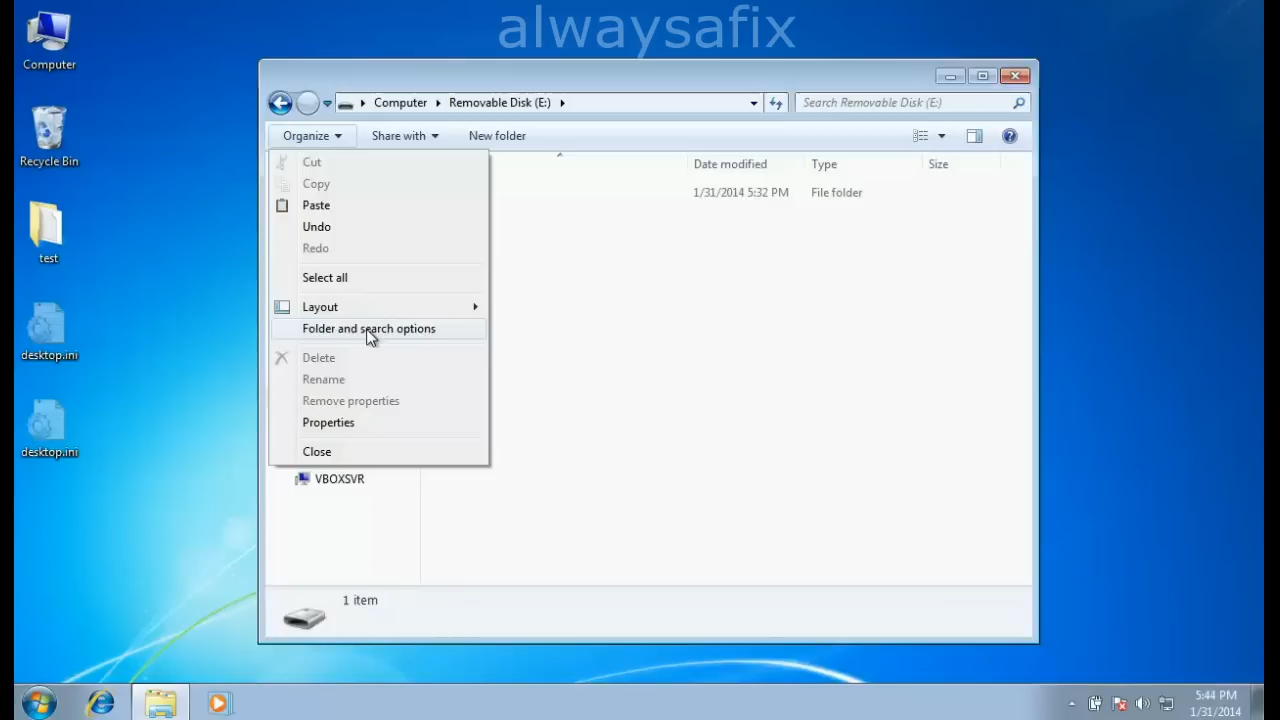 alwaysafix
Computer
Recycle Bin
test
desktop.ini
desktop.ini
Computer Removable Disk (E:)
Search Removable Disk (E:)
Organize Share with New folder
Date modified Type Size
1/31/2014 5:32 PM File folder
Cut
Copy
Paste
Undo
Redo
Select all
Layout
Folder and search options
Delete
Rename
Remove properties
Properties
Close
VBOXSVR
1 item
5:44 PM
1/31/2014